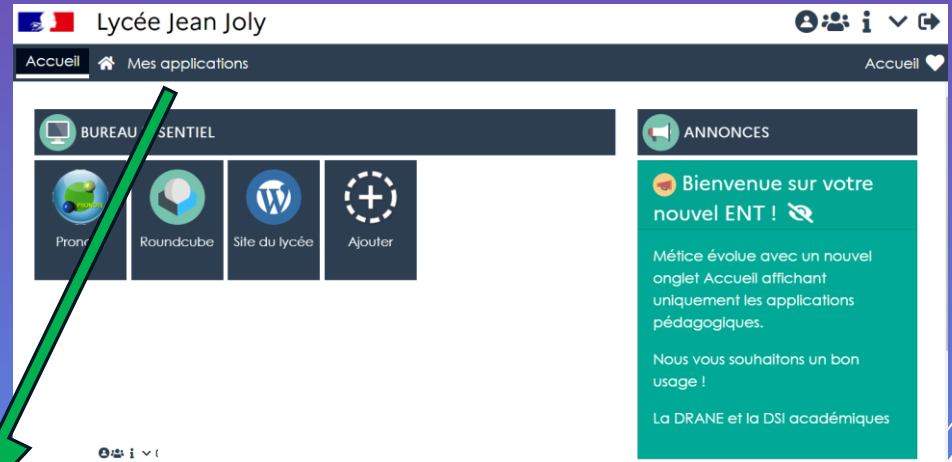 Lycée Jean Joly
Accueil Mes applications Accueil
BUREAU
ANNONCES
Roundcube Site du lycée Ajouter
PRONOTE
Bienvenue sur votre
nouvel ENT !
Métice évolue avec un nouvel
onglet Accueil affichant
uniquement les applications
pédagogiques.
Nous vous souhaitons un bon
usage !
La DRANE et la DSI académiques